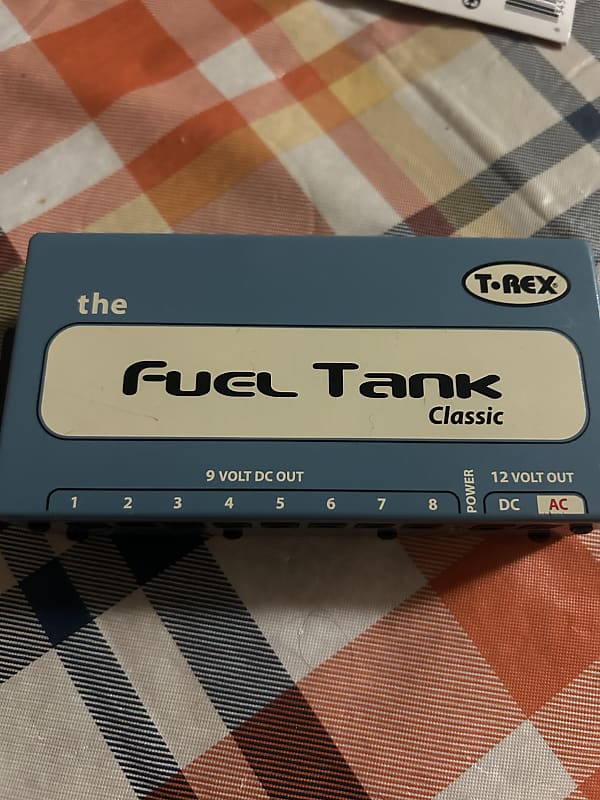 T·REX®
the
Fuel Tank
Classic
9 VOLT DC OUT
POWER
12 VOLT OUT
1 2 3 4 5 6 7 8
DC AC